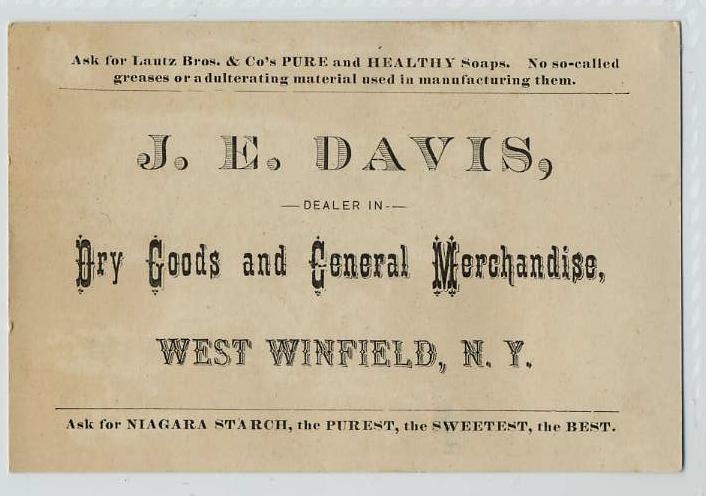 Ask for Lautz Bros. & Co's PURE and HEALTHY Soaps. No so-called
greases or adulterating material used in manufacturing them.
J. E. DAVIS,
—DEALER IN—
Dry Goods and General Merchandise,
WEST WINFIELD, N. Y.
Ask for NIAGARA STARCH, the PUREST, the SWEETEST, the BEST.